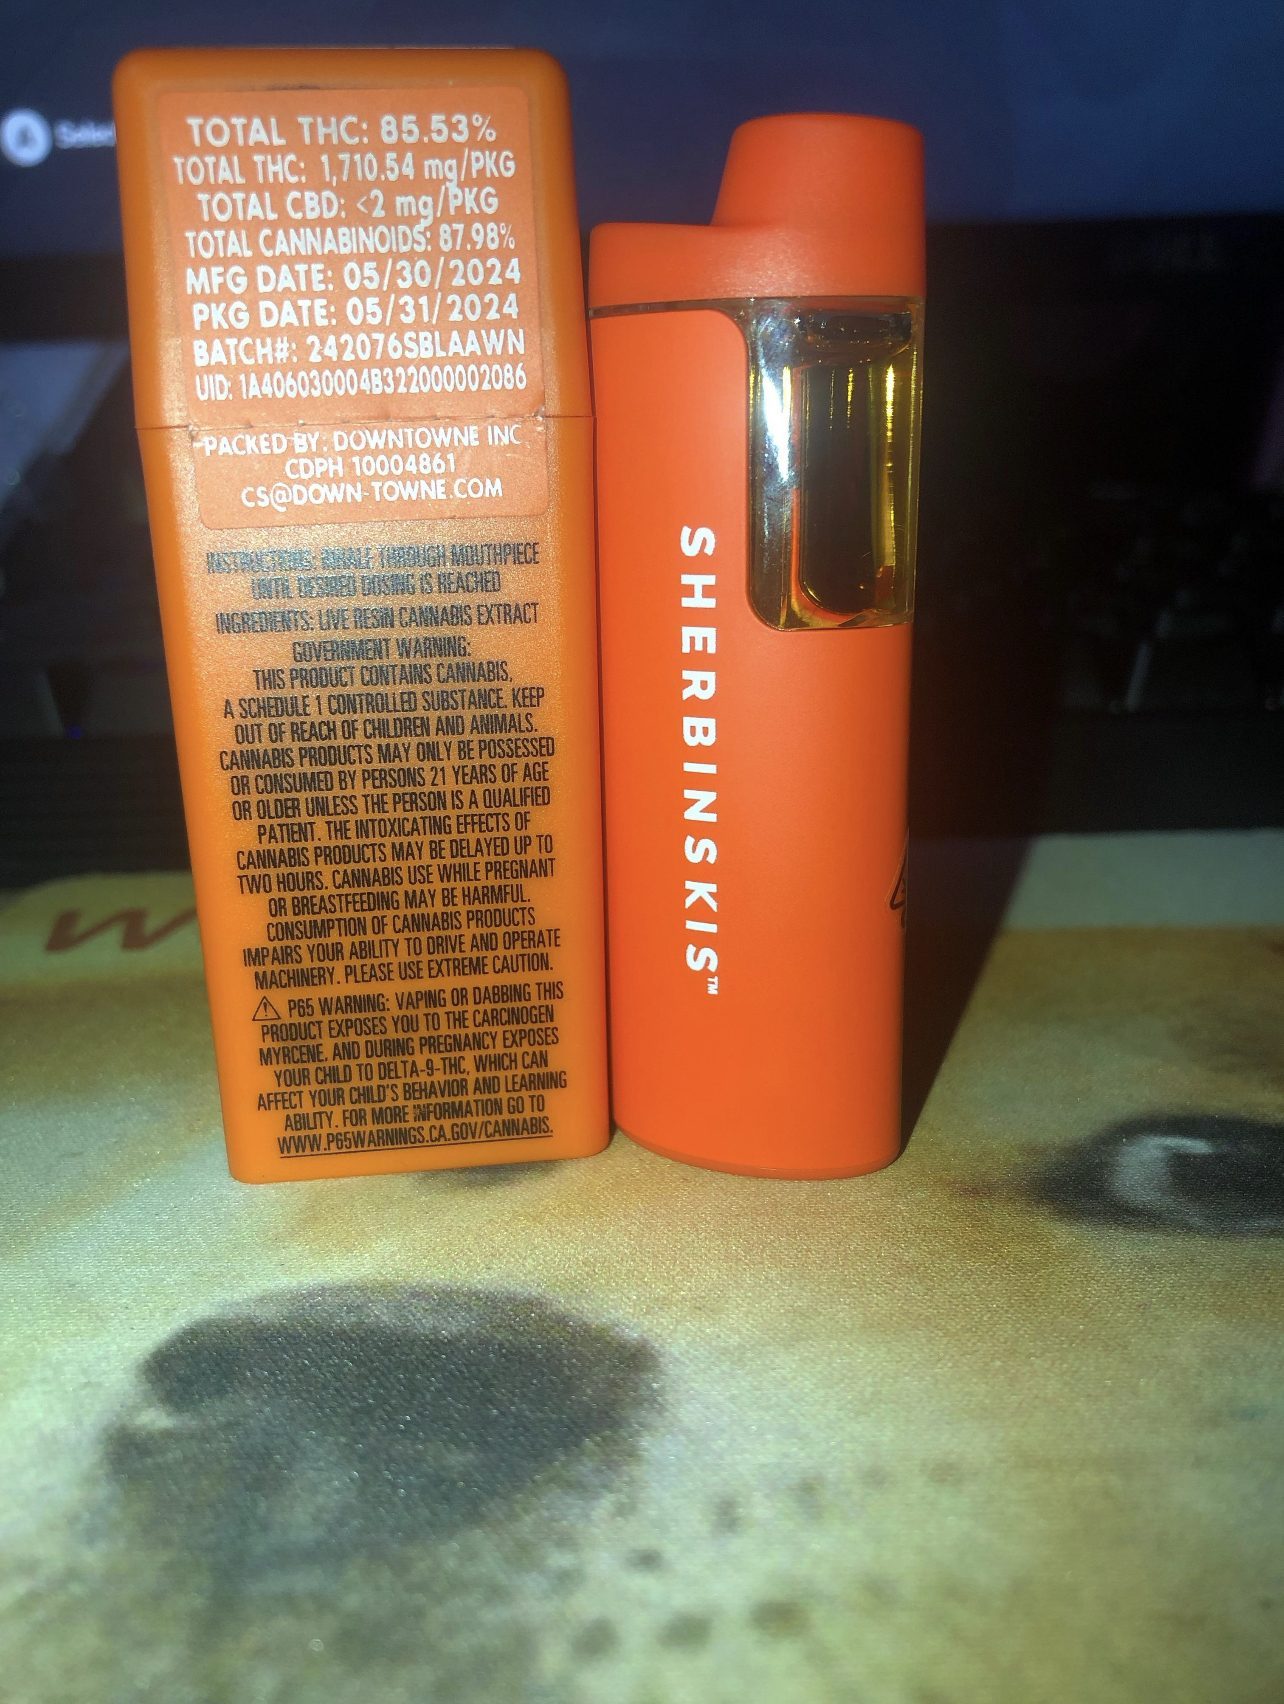 TOTAL THC: 85.53%
TOTAL THC: 1,710.54 mg/PKG
TOTAL CBD: <2 mg/PKG
TOTAL CANNABINOIDS: 87.98%
MFG DATE: 05/30/2024
PKG DATE: 05/31/2024
BATCH#: 242076SBLAAWN
UID: 1A406030004B322000002086
PACKED BY: DOWNTOWNE INC
CDPH 10004861
CS@DOWN-TOWNE.COM
INSTRUCTIONS: INHALE THROUGH MOUTHPIECE
UNTIL DESIRED DOSING IS REACHED
INGREDIENTS: LIVE RESIN CANNABIS EXTRACT
GOVERNMENT WARNING:
THIS PRODUCT CONTAINS CANNABIS,
A SCHEDULE 1 CONTROLLED SUBSTANCE. KEEP
OUT OF REACH OF CHILDREN AND ANIMALS.
CANNABIS PRODUCTS MAY ONLY BE POSSESSED
OR CONSUMED BY PERSONS 21 YEARS OF AGE
OR OLDER UNLESS THE PERSON IS A QUALIFIED
PATIENT. THE INTOXICATING EFFECTS OF
CANNABIS PRODUCTS MAY BE DELAYED UP TO
TWO HOURS. CANNABIS USE WHILE PREGNANT
OR BREASTFEEDING MAY BE HARMFUL.
CONSUMPTION OF CANNABIS PRODUCTS
IMPAIRS YOUR ABILITY TO DRIVE AND OPERATE
MACHINERY. PLEASE USE EXTREME CAUTION.
P65 WARNING: VAPING OR DABBING THIS
PRODUCT EXPOSES YOU TO THE CARCINOGEN
MYRCENE, AND DURING PREGNANCY EXPOSES
YOUR CHILD TO DELTA-9-THC, WHICH CAN
AFFECT YOUR CHILD'S BEHAVIOR AND LEARNING
ABILITY. FOR MORE INFORMATION GO TO
WWW.P65WARNINGS.CA.GOV/CANNABIS.
SHERBINSKIS™